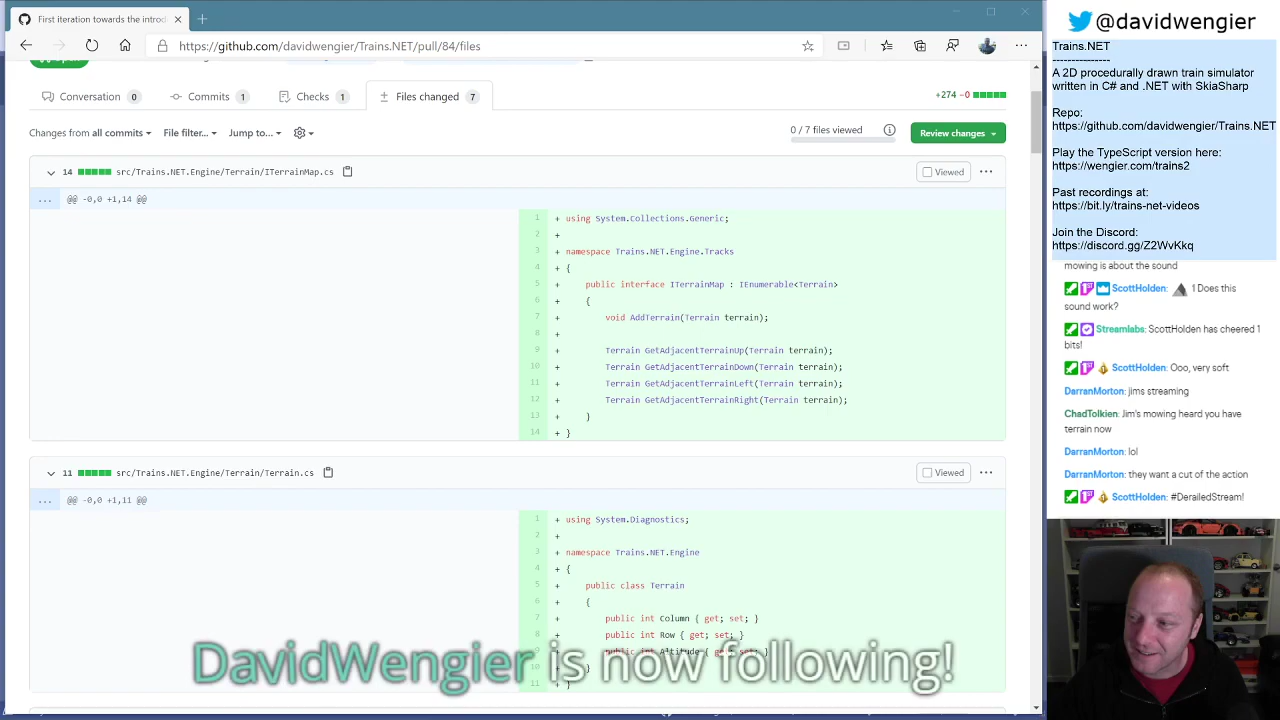 First iteration towards the introd
https://github.com/davidwengier/Trains.NET/pull/84/files
Open
Conversation 0
Commits 1
Checks 1
Files changed 7
+274 −0
Changes from all commits
File filter...
Jump to...
0 / 7 files viewed
Review changes
14 src/Trains.NET.Engine/Terrain/ITerrainMap.cs
Viewed
... @@ -0,0 +1,14 @@
1 + using System.Collections.Generic;
2 +
3 + namespace Trains.NET.Engine.Tracks
4 + {
5 + public interface ITerrainMap : IEnumerable<Terrain>
6 + {
7 + void AddTerrain(Terrain terrain);
8 +
9 + Terrain GetAdjacentTerrainUp(Terrain terrain);
10 + Terrain GetAdjacentTerrainDown(Terrain terrain);
11 + Terrain GetAdjacentTerrainLeft(Terrain terrain);
12 + Terrain GetAdjacentTerrainRight(Terrain terrain);
13 + }
14 + }
11 src/Trains.NET.Engine/Terrain/Terrain.cs
Viewed
... @@ -0,0 +1,11 @@
1 + using System.Diagnostics;
2 +
3 + namespace Trains.NET.Engine
4 + {
5 + public class Terrain
6 + {
7 + public int Column { get; set; }
8 + public int Row { get; set; }
9 + public int Altitude { get; set; }
10 + }
11 + }
DavidWengier is now following!
@davidwengier
Trains.NET
--------------
A 2D procedurally drawn train simulator
written in C# and .NET with SkiaSharp
Repo:
https://github.com/davidwengier/Trains.NET
Play the TypeScript version here:
https://wengier.com/trains2
Past recordings at:
https://bit.ly/trains-net-videos
Join the Discord:
https://discord.gg/Z2WvKkq
mowing is about the sound
ScottHolden: 1 Does this
sound work?
Streamlabs: ScottHolden has cheered 1
bits!
ScottHolden: Ooo, very soft
DarranMorton: jims streaming
ChadTolkien: Jim's mowing heard you have
terrain now
DarranMorton: lol
DarranMorton: they want a cut of the action
ScottHolden: #DerailedStream!